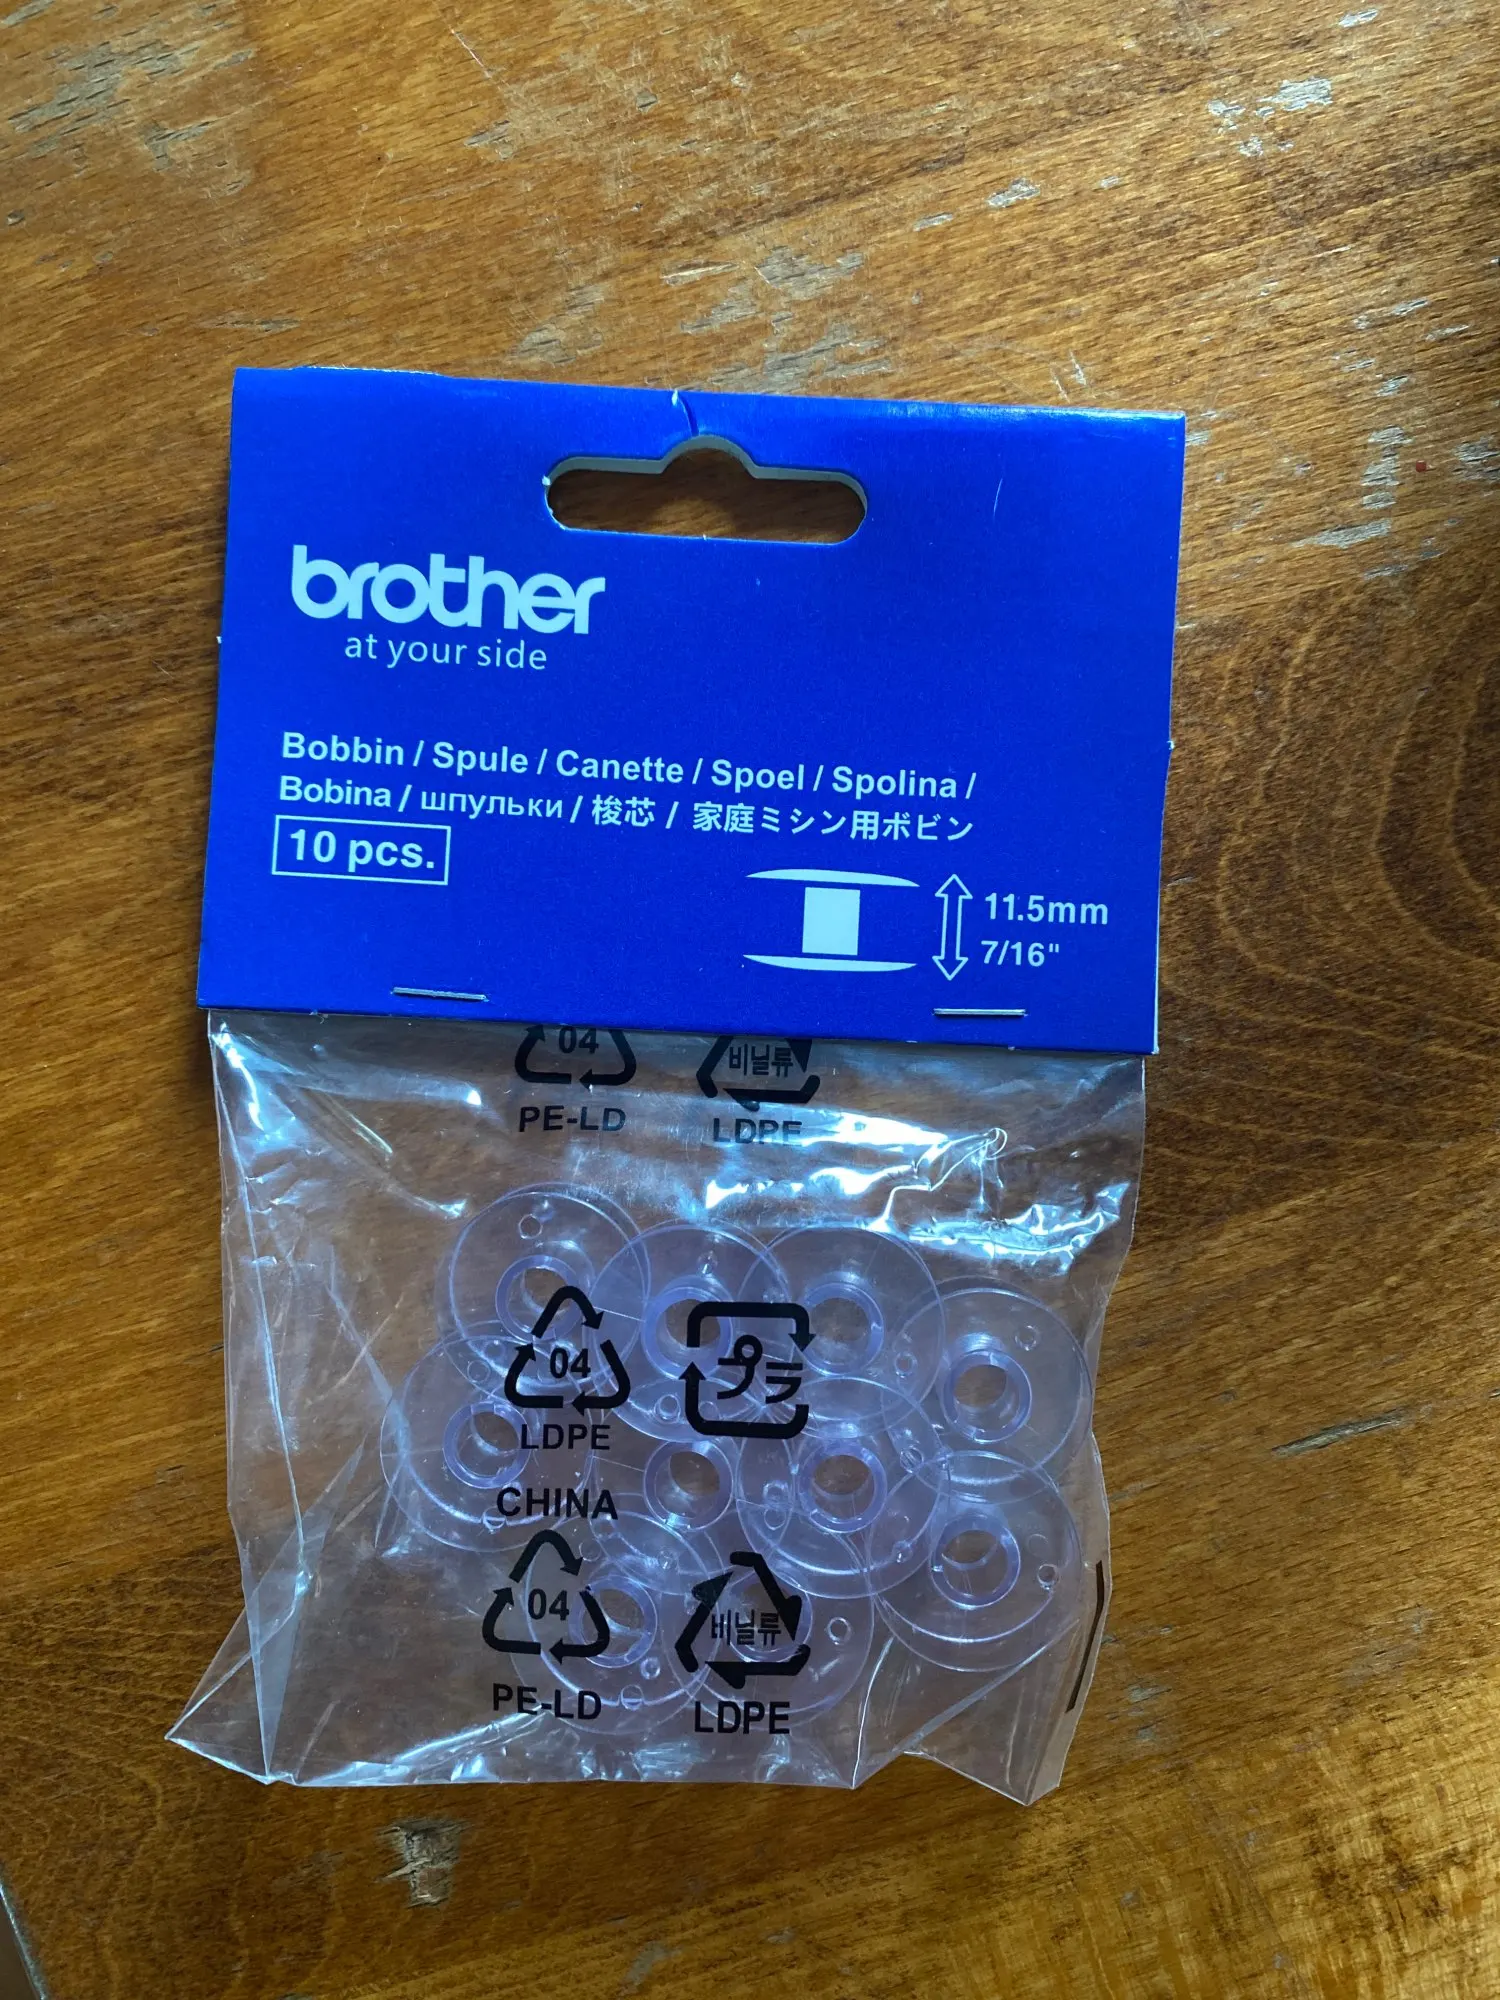 brother
at your side
Bobbin / Spule / Canette / Spoel / Spolina /
Bobina / шпульки / 梭芯 / 家庭ミシン用ボビン
10 pcs.
11.5mm
7/16"
04
비닐류
PE-LD
LDPE
04
プラ
LDPE
CHINA
04
비닐류
PE-LD
LDPE